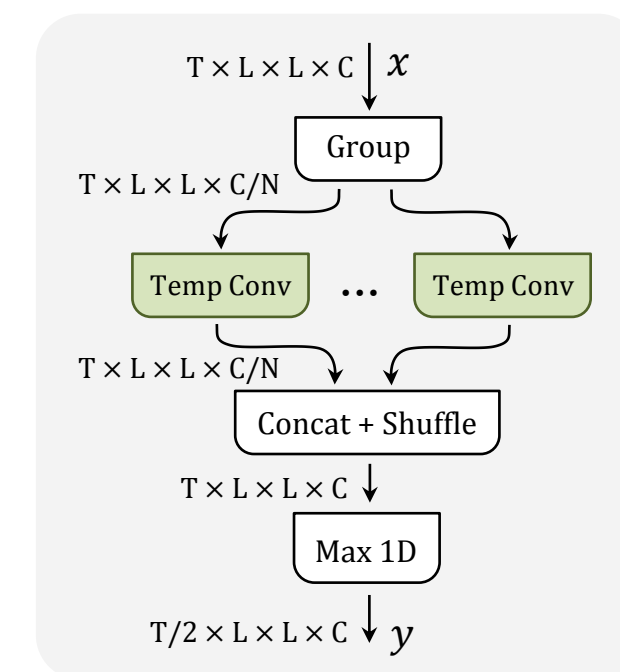 T × L × L × C x
Group
T × L × L × C/N
Temp Conv ... Temp Conv
T × L × L × C/N
Concat + Shuffle
T × L × L × C
Max 1D
T/2 × L × L × C y